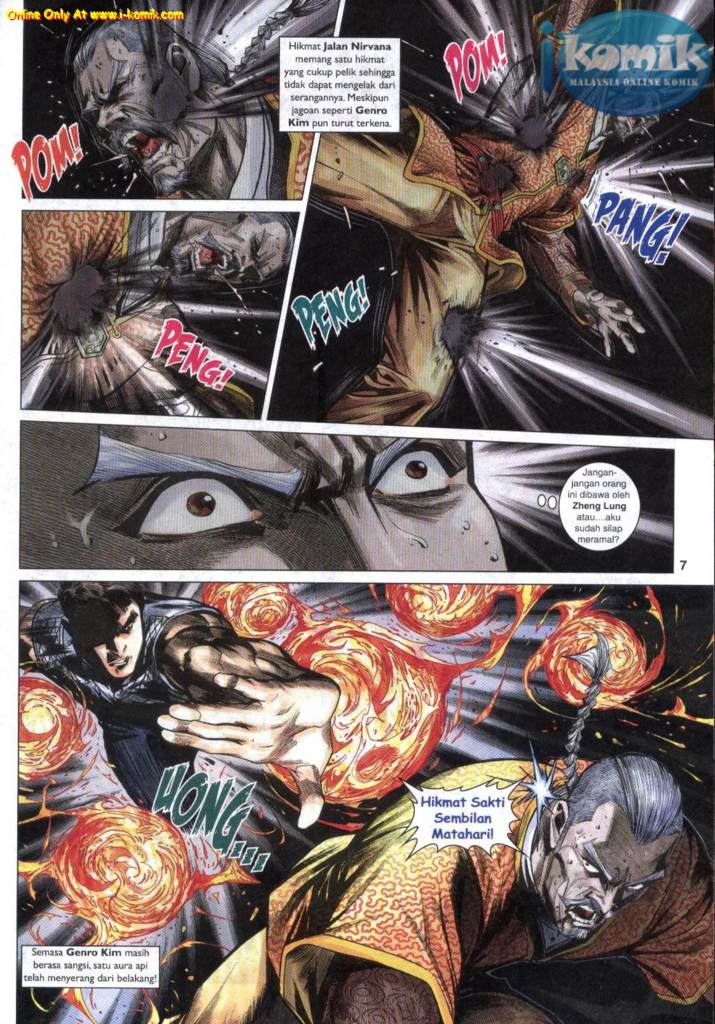 Online Only At www.i-komik.com
ikomik
MALAYSIA ONLINE KOMIK
Hikmat Jalan Nirvana
memang satu hikmat
yang cukup pelik sehingga
tidak dapat mengelak dari
serangannya. Meskipun
jagoan seperti Genro
Kim pun turut terkena.
POM!
POM!
PANG!
PENG!
PENG!
Jangan-
jangan orang
ini dibawa oleh
Zheng Lung
atau....aku
sudah silap
meramal?
7
UONG...
Hikmat Sakti
Sembilan
Matahari!
Semasa Genro Kim masih
berasa sangsi, satu aura api
telah menyerang dari belakang!